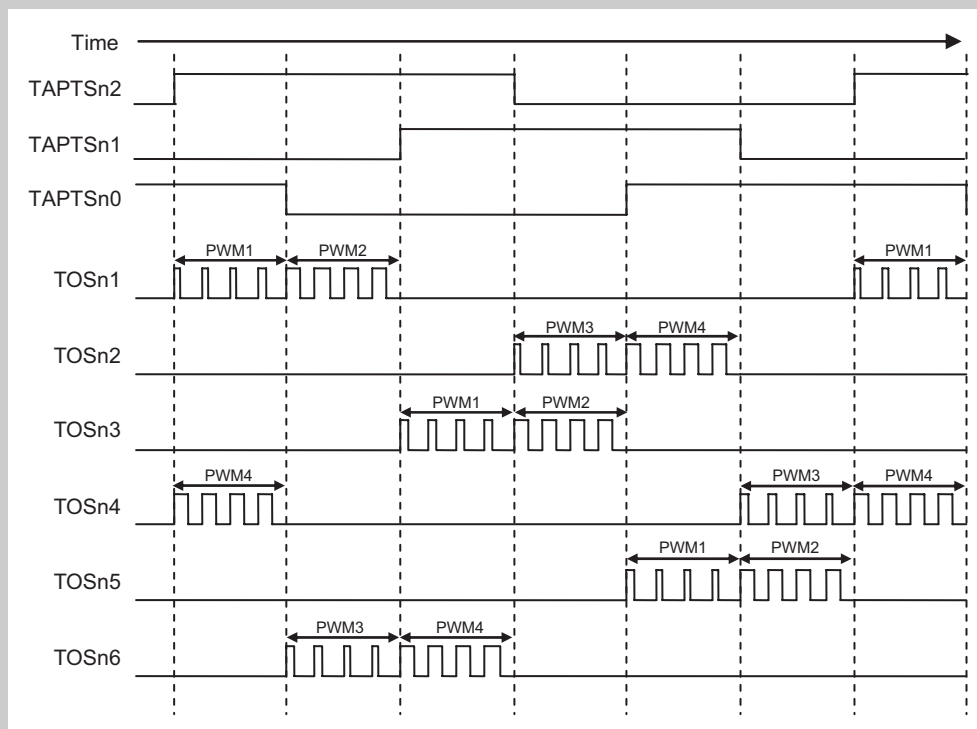 Time
TAPTSn2
TAPTSn1
TAPTSn0
PWM1 PWM2 PWM1
TOSn1
PWM3 PWM4
TOSn2
PWM1 PWM2
TOSn3
PWM4 PWM3 PWM4
TOSn4
PWM1 PWM2
TOSn5
PWM3 PWM4
TOSn6